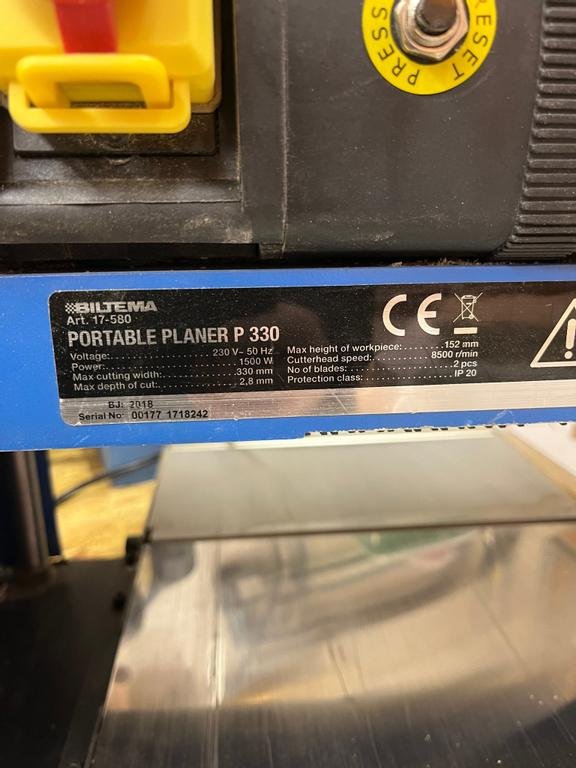 PRESS RESET
BILTEMA
Art. 17-580
PORTABLE PLANER P 330
Voltage: 230 V~ 50 Hz
Power: 1500 W
Max cutting width: 330 mm
Max depth of cut: 2,8 mm
Max height of workpiece: 152 mm
Cutterhead speed: 8500 r/min
No of blades: 2 pcs
Protection class: IP 20
CE
BJ: 2018
Serial No: 00177 1718242